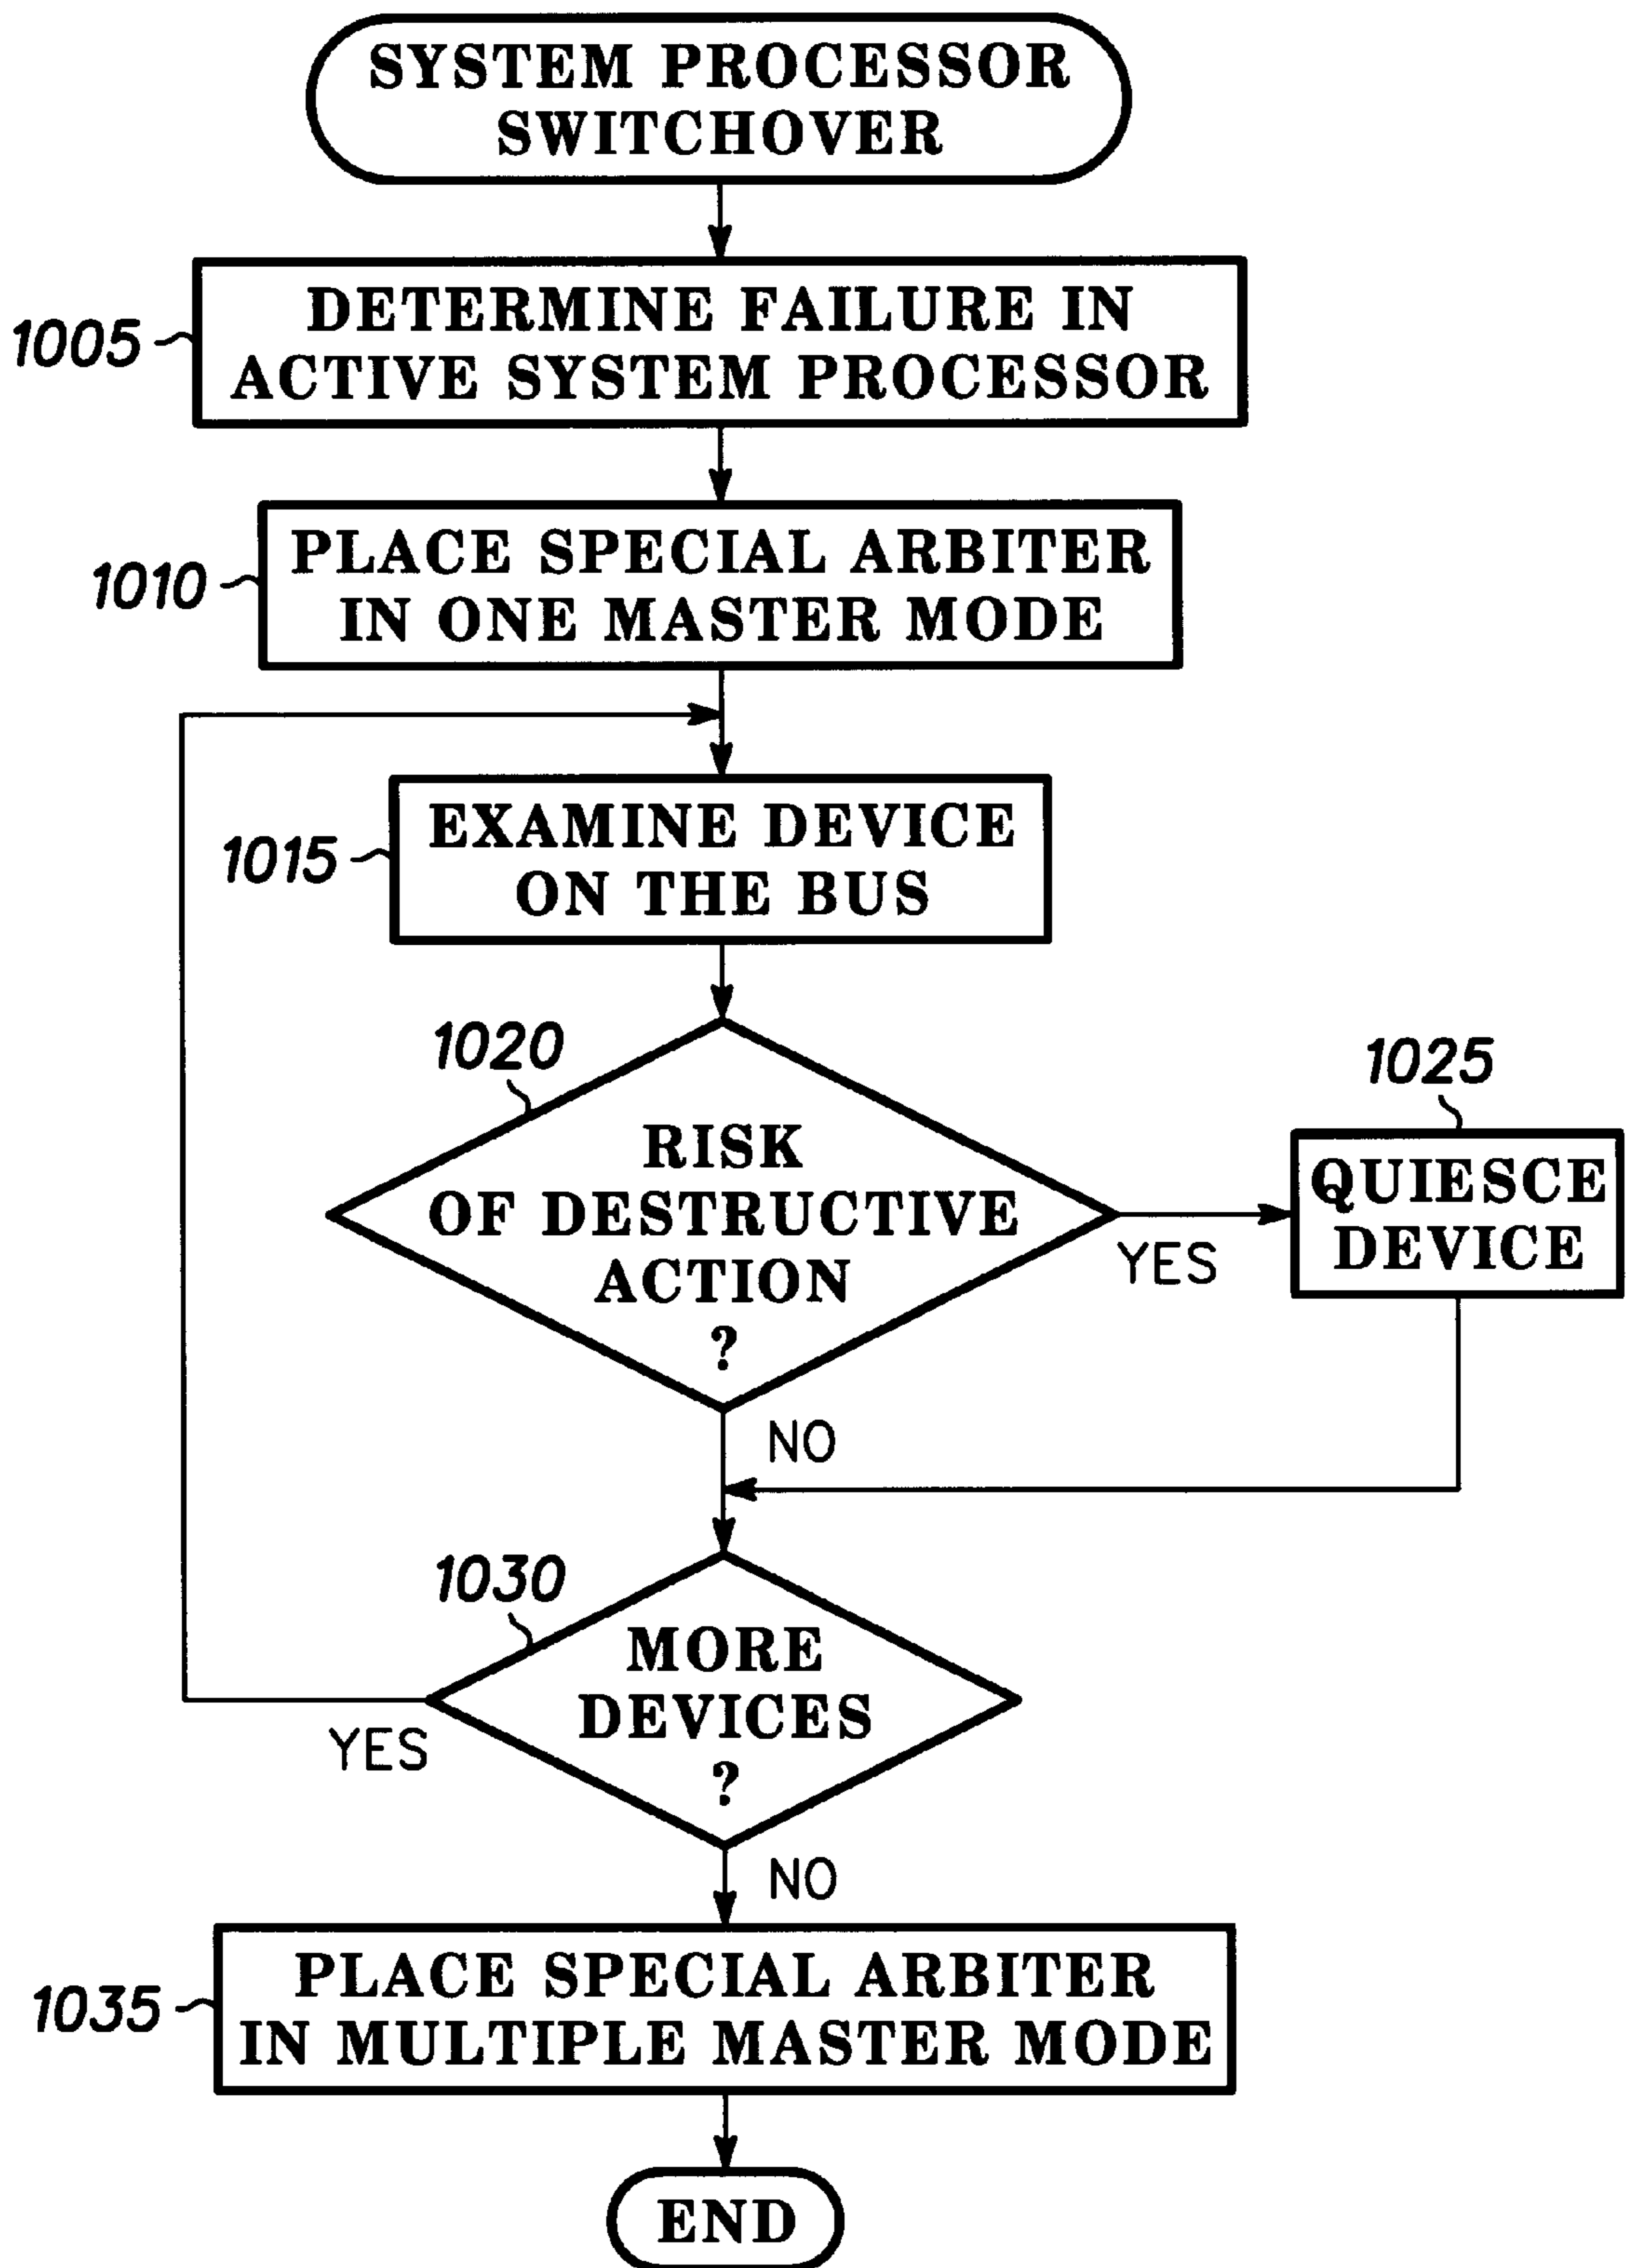 SYSTEM PROCESSOR
SWITCHOVER
1005
DETERMINE FAILURE IN
ACTIVE SYSTEM PROCESSOR
1010
PLACE SPECIAL ARBITER
IN ONE MASTER MODE
1015
EXAMINE DEVICE
ON THE BUS
1020
RISK
OF DESTRUCTIVE
ACTION
?
YES
1025
QUIESCE
DEVICE
NO
1030
MORE
DEVICES
?
YES
NO
1035
PLACE SPECIAL ARBITER
IN MULTIPLE MASTER MODE
END